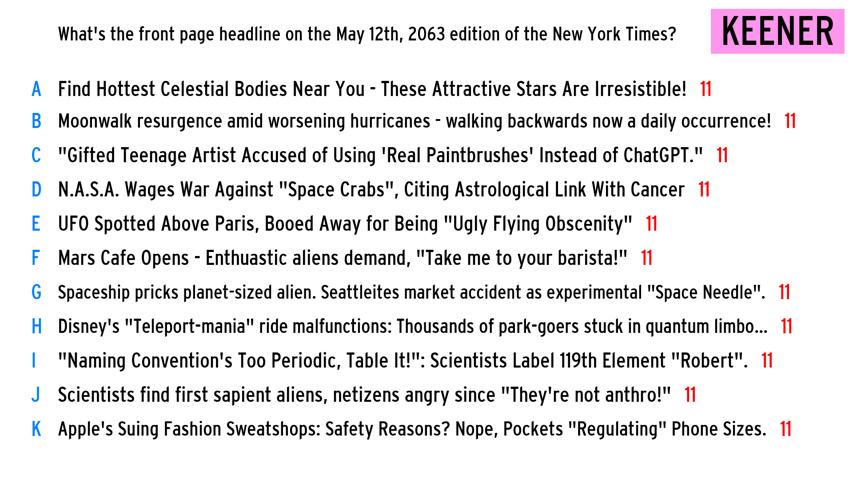 What's the front page headline on the May 12th, 2063 edition of the New York Times? KEENER
A Find Hottest Celestial Bodies Near You - These Attractive Stars Are Irresistible! 11
B Moonwalk resurgence amid worsening hurricanes - walking backwards now a daily occurrence! 11
C "Gifted Teenage Artist Accused of Using 'Real Paintbrushes' Instead of ChatGPT." 11
D N.A.S.A. Wages War Against "Space Crabs", Citing Astrological Link With Cancer 11
E UFO Spotted Above Paris, Booed Away for Being "Ugly Flying Obscenity" 11
F Mars Cafe Opens - Enthuastic aliens demand, "Take me to your barista!" 11
G Spaceship pricks planet-sized alien. Seattleites market accident as experimental "Space Needle". 11
H Disney's "Teleport-mania" ride malfunctions: Thousands of park-goers stuck in quantum limbo... 11
I "Naming Convention's Too Periodic, Table It!": Scientists Label 119th Element "Robert". 11
J Scientists find first sapient aliens, netizens angry since "They're not anthro!" 11
K Apple's Suing Fashion Sweatshops: Safety Reasons? Nope, Pockets "Regulating" Phone Sizes. 11